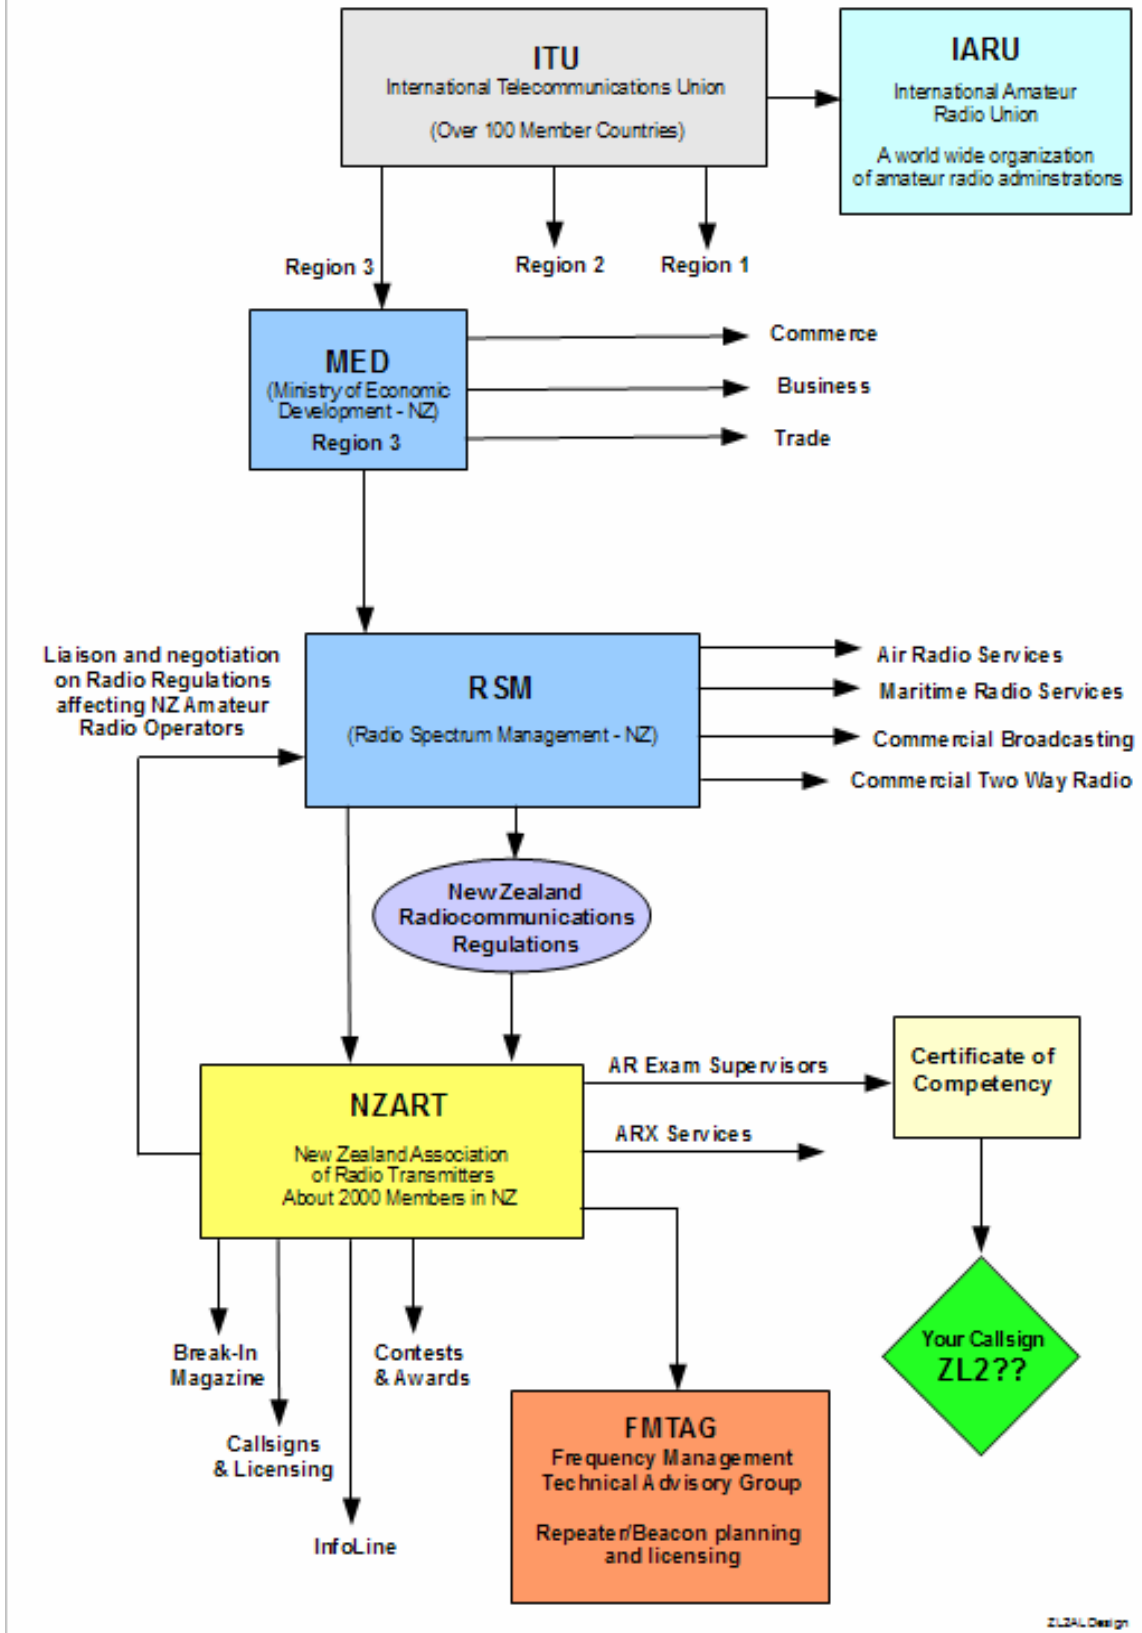 ITU
International Telecommunications Union
(Over 100 Member Countries)
IARU
International Amateur
Radio Union
A world wide organization
of amateur radio adminstrations
Region 3
Region 2
Region 1
MED
(Ministry of Economic
Development - NZ)
Region 3
Commerce
Business
Trade
Liaison and negotiation
on Radio Regulations
affecting NZ Amateur
Radio Operators
RSM
(Radio Spectrum Management - NZ)
Air Radio Services
Maritime Radio Services
Commercial Broadcasting
Commercial Two Way Radio
New Zealand
Radiocommunications
Regulations
NZART
New Zealand Association
of Radio Transmitters
About 2000 Members in NZ
AR Exam Supervisors
ARX Services
Certificate of
Competency
Your Callsign
ZL2??
Break-In
Magazine
Contests
& Awards
Callsigns
& Licensing
InfoLine
FMTAG
Frequency Management
Technical Advisory Group
Repeater/Beacon planning
and licensing
ZL2AL Design